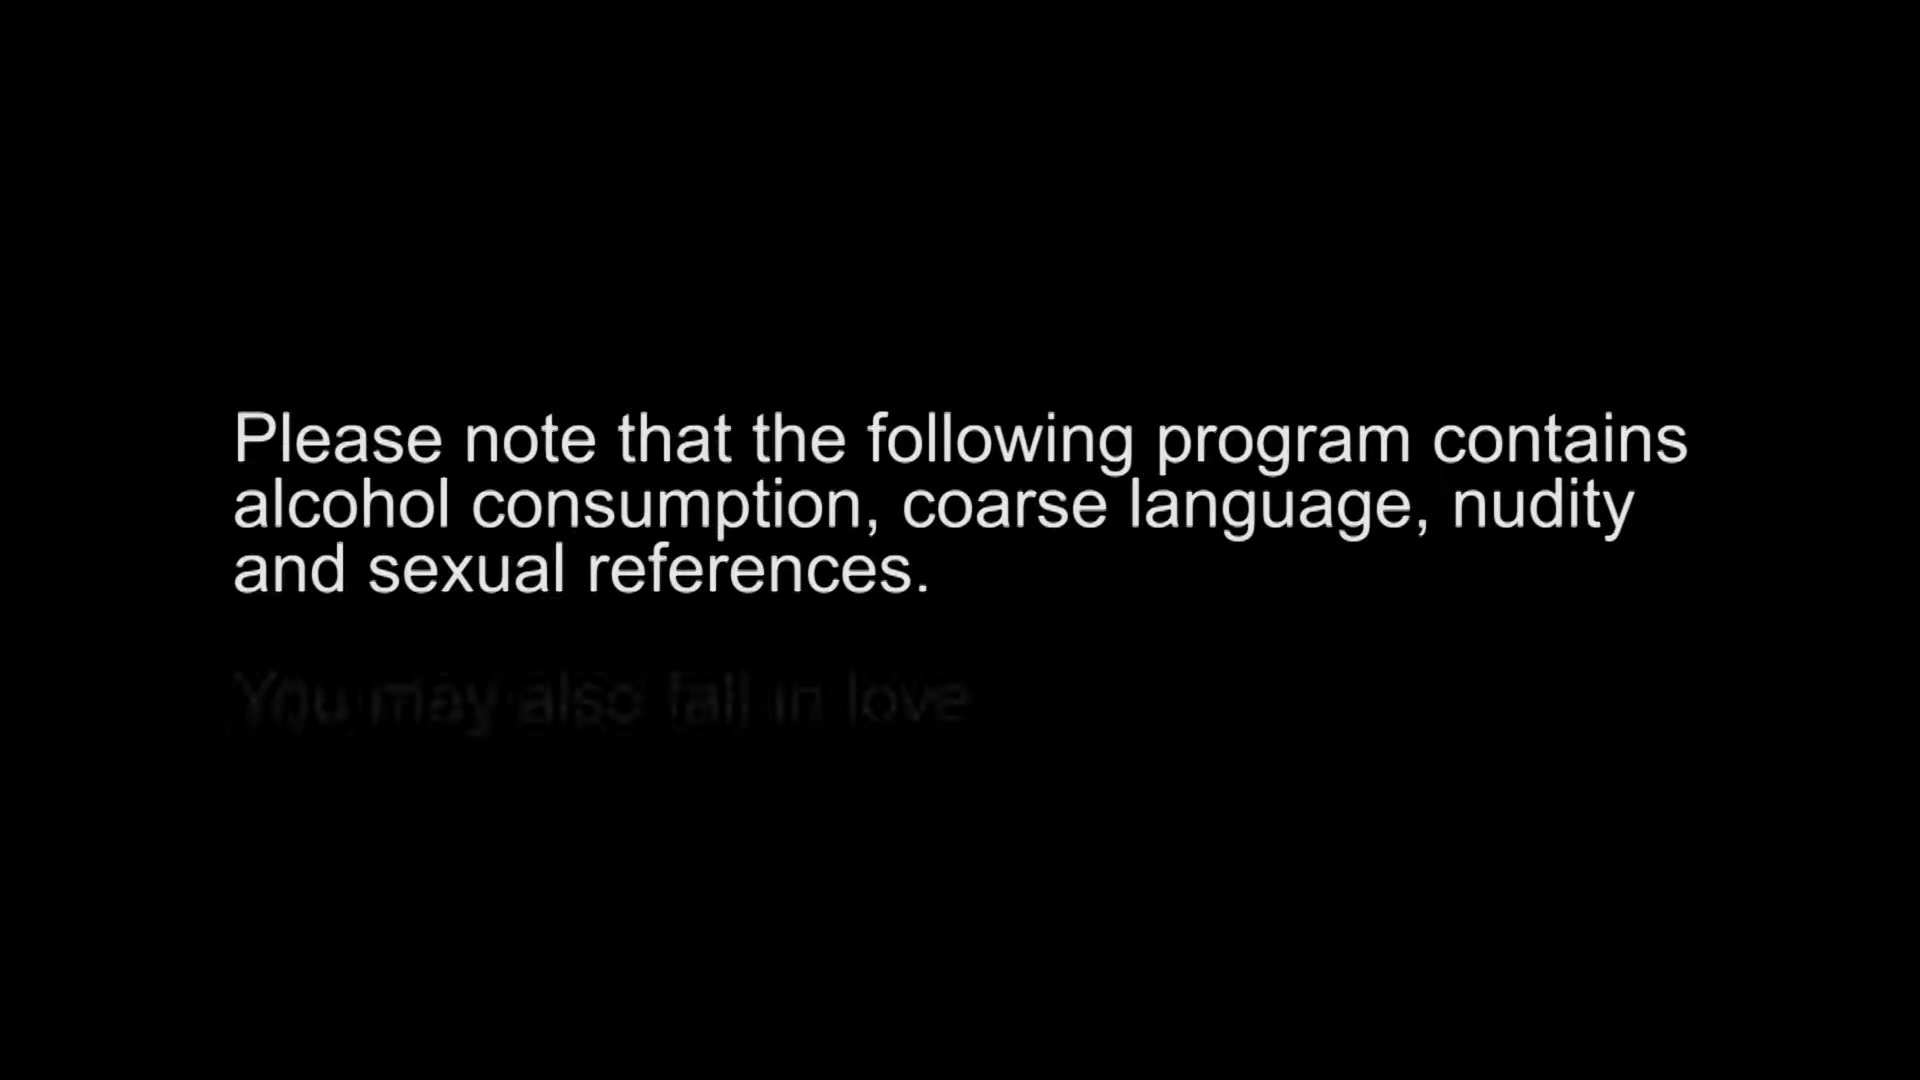 Please note that the following program contains
alcohol consumption, coarse language, nudity
and sexual references.
You may also fall in love